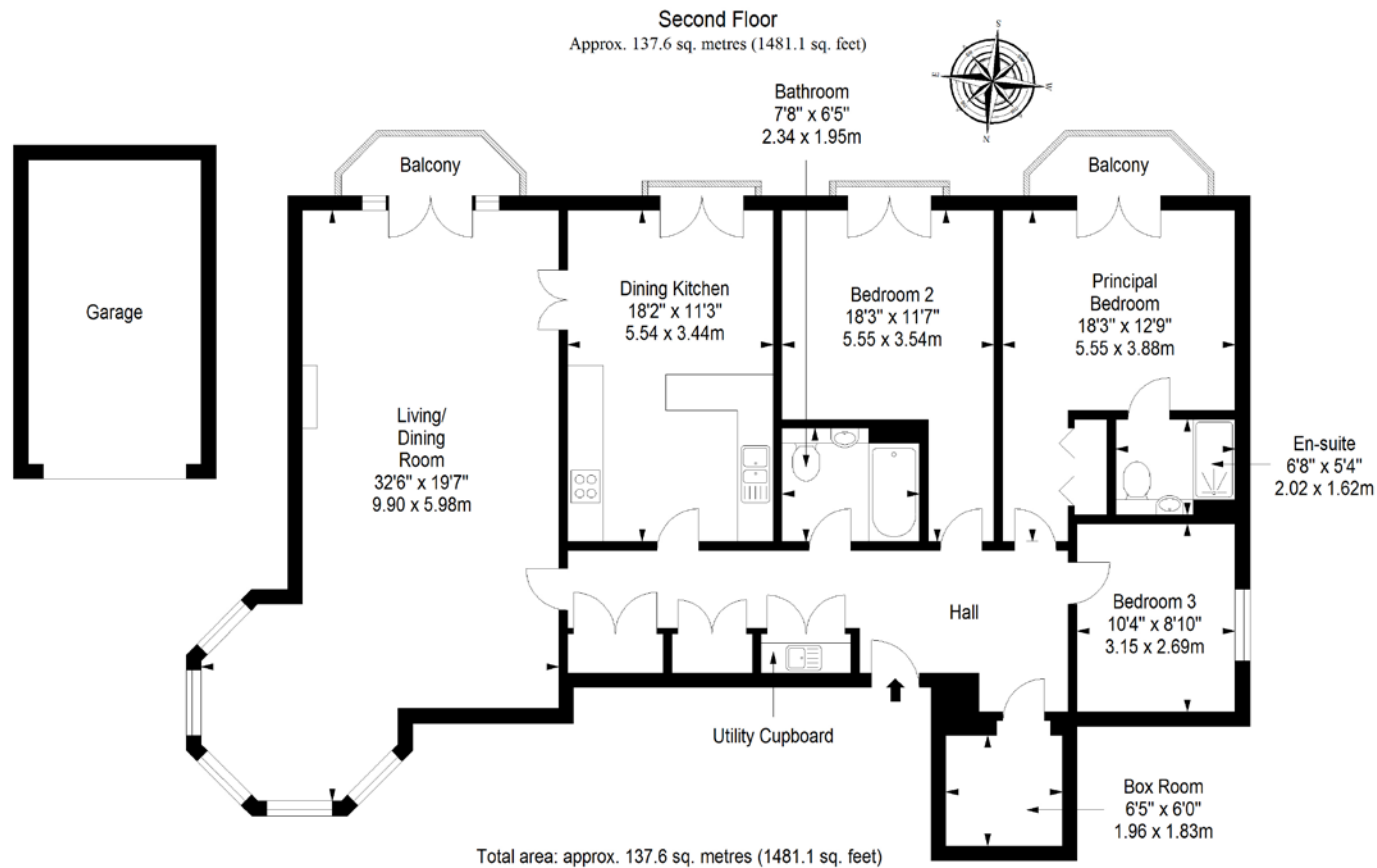 Second Floor
Approx. 137.6 sq. metres (1481.1 sq. feet)
S
E
W
N
Bathroom
7'8" x 6'5"
2.34 x 1.95m
Balcony
Balcony
Garage
Dining Kitchen
18'2" x 11'3"
5.54 x 3.44m
Bedroom 2
18'3" x 11'7"
5.55 x 3.54m
Principal
Bedroom
18'3" x 12'9"
5.55 x 3.88m
Living/
Dining
Room
32'6" x 19'7"
9.90 x 5.98m
En-suite
6'8" x 5'4"
2.02 x 1.62m
Hall
Bedroom 3
10'4" x 8'10"
3.15 x 2.69m
Utility Cupboard
Box Room
6'5" x 6'0"
1.96 x 1.83m
Total area: approx. 137.6 sq. metres (1481.1 sq. feet)